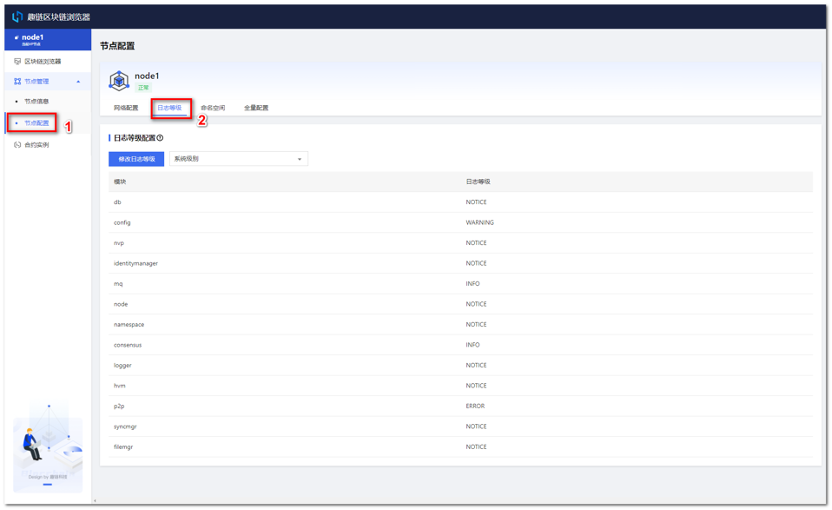 趣链区块链浏览器
node1
当前VP节点
区块链浏览器
节点管理
节点信息
节点配置
1
合约实例
Design by 趣链科技
节点配置
node1
正常
网络配置
日志等级
2
命名空间
全量配置
日志等级配置
修改日志等级
系统级别
模块 日志等级
db NOTICE
config WARNING
nvp NOTICE
identitymanager NOTICE
mq INFO
node NOTICE
namespace NOTICE
consensus INFO
logger NOTICE
hvm NOTICE
p2p ERROR
syncmgr NOTICE
filemgr NOTICE